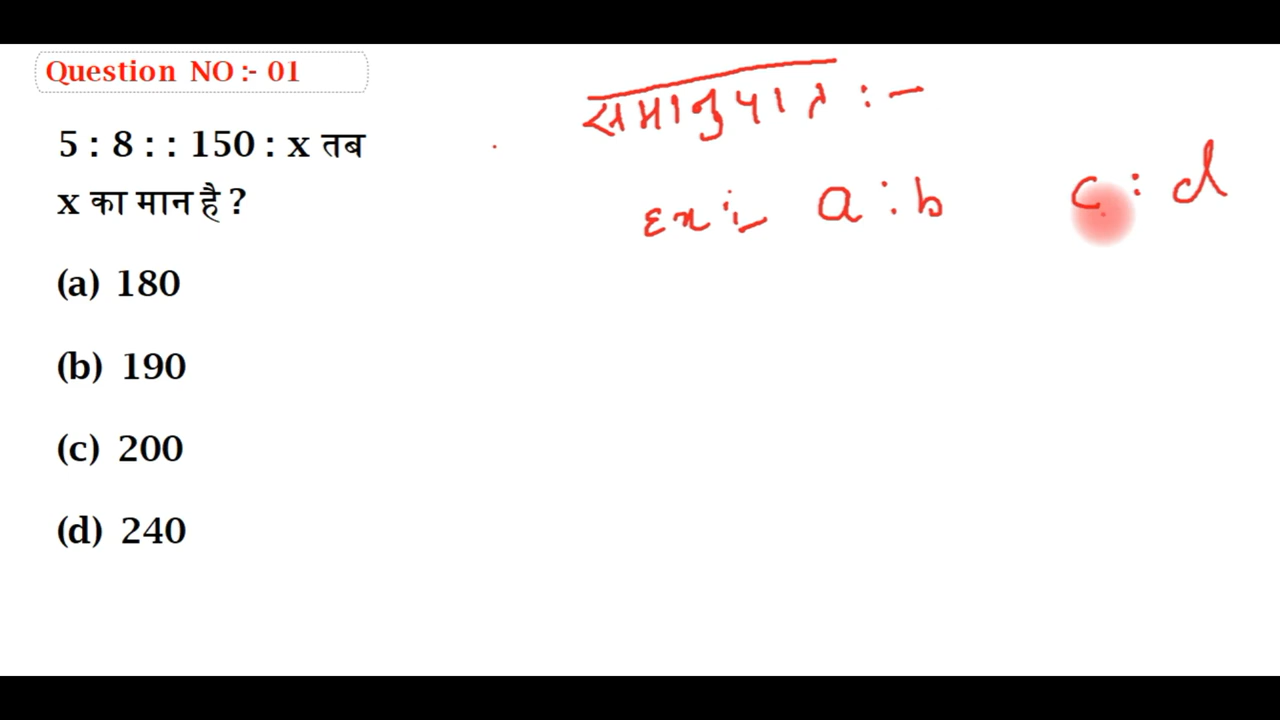 Question NO :- 01
5 : 8 : : 150 : x तब
x का मान है ?
(a) 180
(b) 190
(c) 200
(d) 240
समानुपात :-
Ex :- a : b c : d